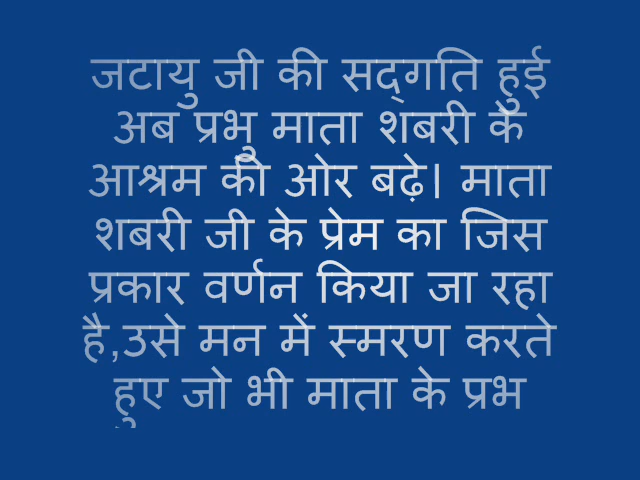 जटायु जी की सद्‌गति हुई
अब प्रभु माता शबरी के
आश्रम की ओर बढ़े। माता
शबरी जी के प्रेम का जिस
प्रकार वर्णन किया जा रहा
है,उसे मन में स्मरण करते
हुए जो भी माता के प्रभ